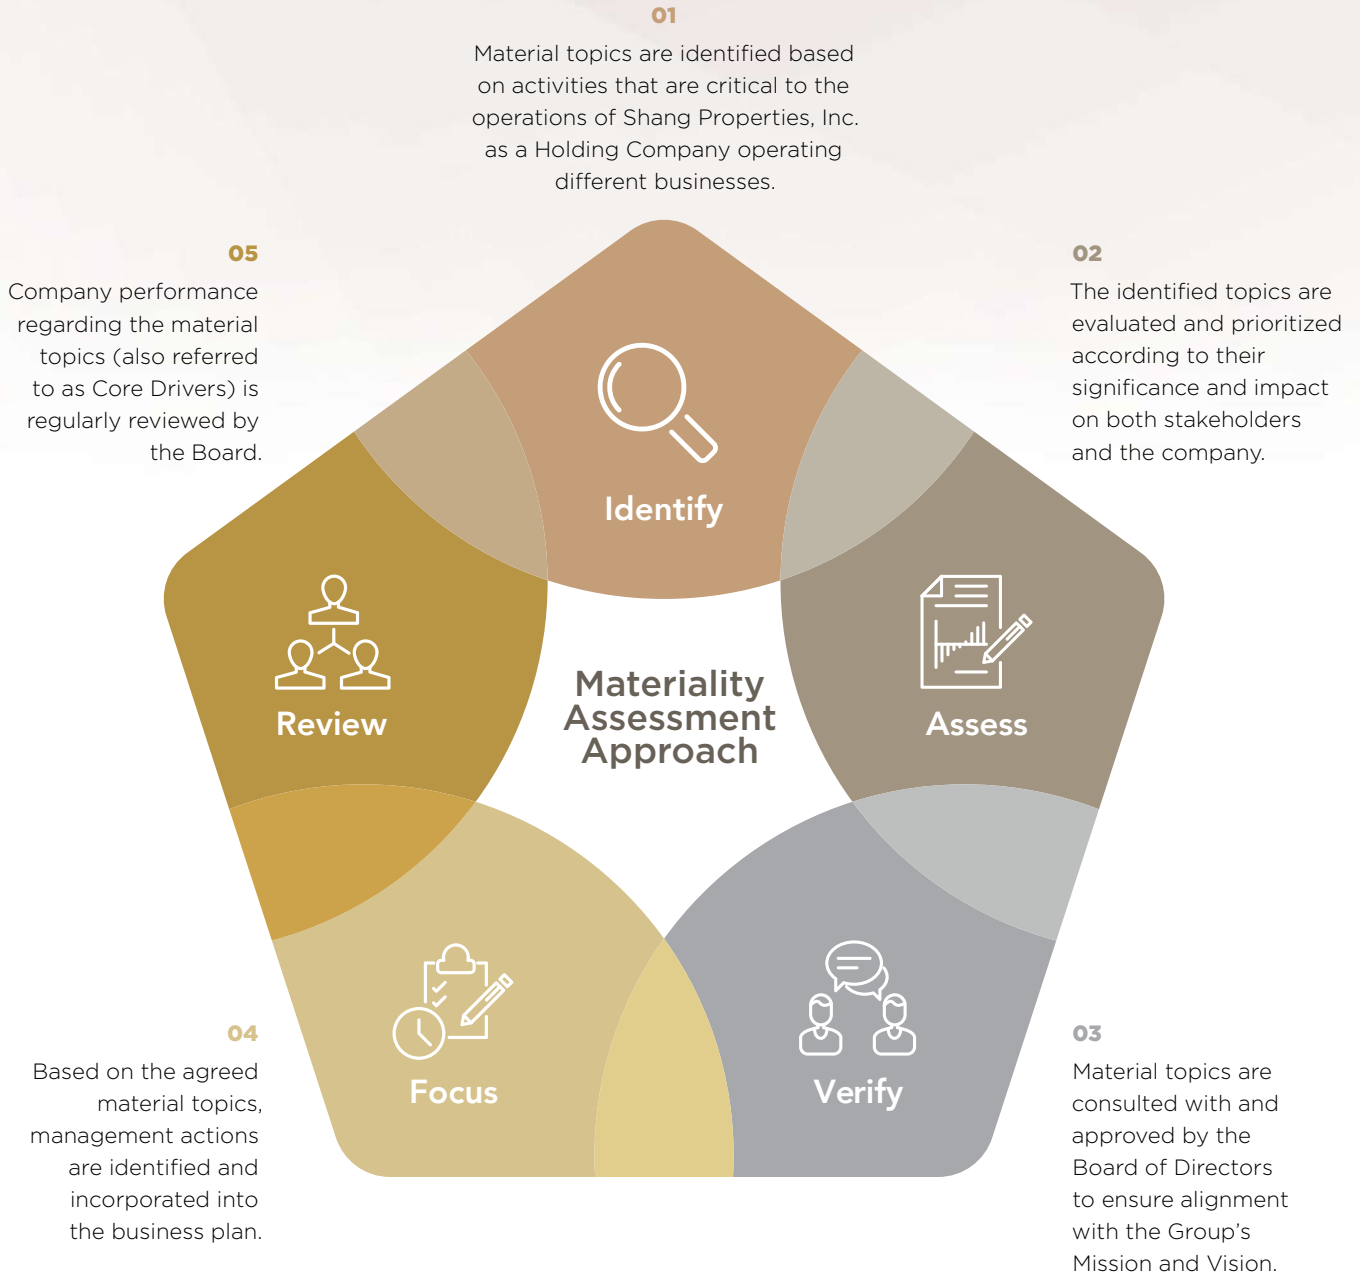 01
Material topics are identified based
on activities that are critical to the
operations of Shang Properties, Inc.
as a Holding Company operating
different businesses.
02
The identified topics are
evaluated and prioritized
according to their
significance and impact
on both stakeholders
and the company.
03
Material topics are
consulted with and
approved by the
Board of Directors
to ensure alignment
with the Group's
Mission and Vision.
04
Based on the agreed
material topics,
management actions
are identified and
incorporated into
the business plan.
05
Company performance
regarding the material
topics (also referred
to as Core Drivers) is
regularly reviewed by
the Board.
Identify
Assess
Verify
Focus
Review
Materiality
Assessment
Approach